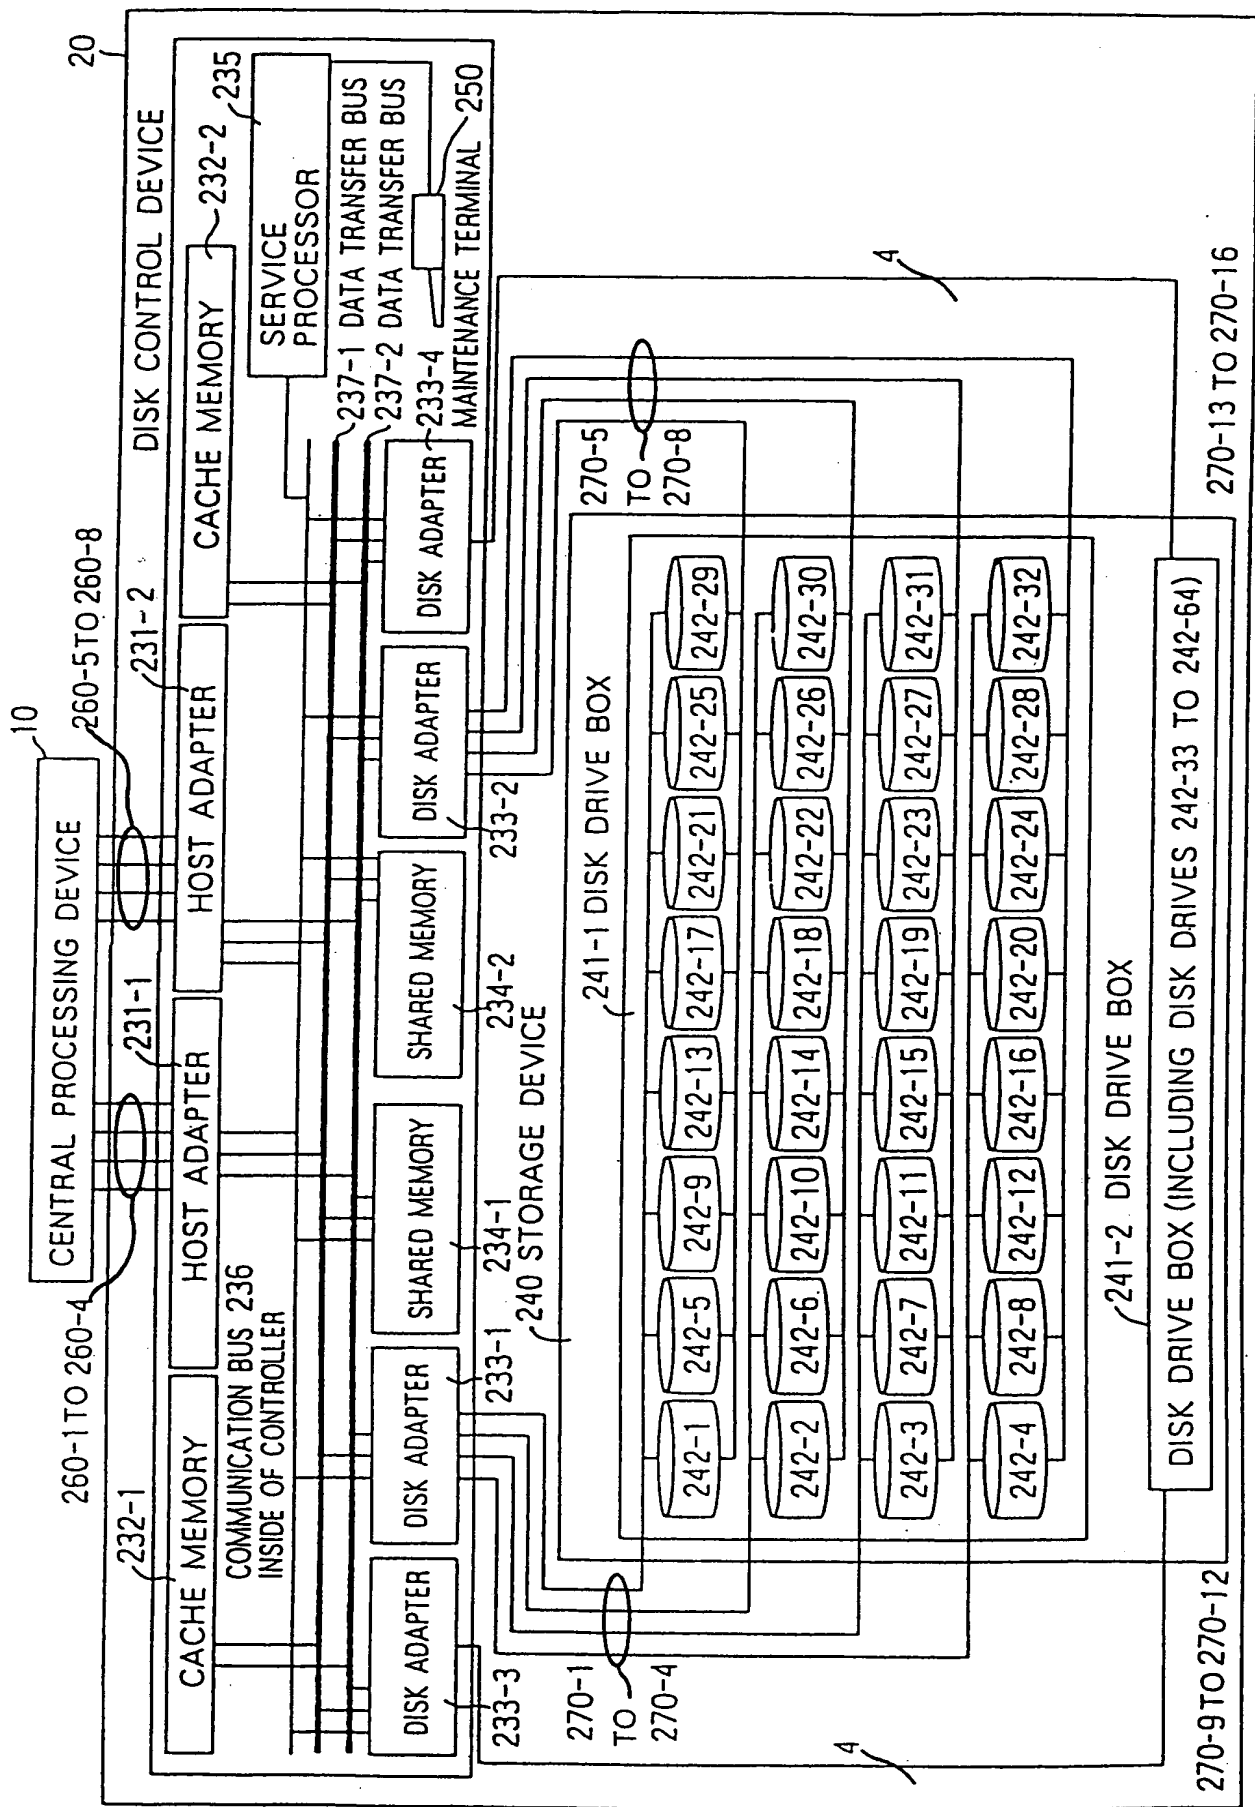 CENTRAL PROCESSING DEVICE
10
20
260-1 TO 260-4
260-5 TO 260-8
DISK CONTROL DEVICE
232-1
231-1
231-2
232-2
235
CACHE MEMORY
HOST ADAPTER
HOST ADAPTER
CACHE MEMORY
SERVICE
PROCESSOR
COMMUNICATION BUS 236
INSIDE OF CONTROLLER
237-1 DATA TRANSFER BUS
237-2 DATA TRANSFER BUS
250
MAINTENANCE TERMINAL
DISK ADAPTER
DISK ADAPTER
SHARED MEMORY
SHARED MEMORY
DISK ADAPTER
DISK ADAPTER
233-3
233-1
234-1
234-2
233-2
233-4
240 STORAGE DEVICE
270-1
TO
270-4
270-5
TO
270-8
241-1 DISK DRIVE BOX
242-1
242-5
242-9
242-13
242-17
242-21
242-25
242-29
242-2
242-6
242-10
242-14
242-18
242-22
242-26
242-30
242-3
242-7
242-11
242-15
242-19
242-23
242-27
242-31
242-4
242-8
242-12
242-16
242-20
242-24
242-28
242-32
4
4
241-2 DISK DRIVE BOX
DISK DRIVE BOX (INCLUDING DISK DRIVES 242-33 TO 242-64)
270-9 TO 270-12
270-13 TO 270-16